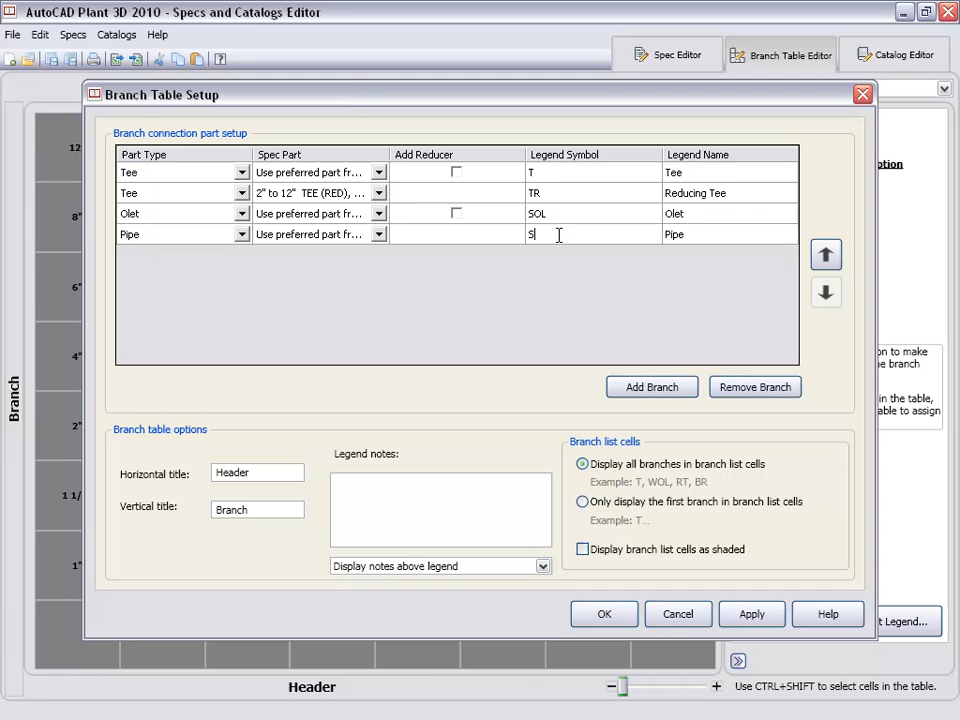 AutoCAD Plant 3D 2010 - Specs and Catalogs Editor
File Edit Specs Catalogs Help
Spec Editor Branch Table Editor Catalog Editor
Branch Table Setup
Branch connection part setup
Part Type Spec Part Add Reducer Legend Symbol Legend Name
Tee Use preferred part fr... T Tee
Tee 2" to 12" TEE (RED), ... TR Reducing Tee
Olet Use preferred part fr... SOL Olet
Pipe Use preferred part fr... S Pipe
Add Branch Remove Branch
Branch table options
Horizontal title: Header
Vertical title: Branch
Legend notes:
Display notes above legend
Branch list cells
Display all branches in branch list cells
Example: T, WOL, RT, BR
Only display the first branch in branch list cells
Example: T...
Display branch list cells as shaded
OK Cancel Apply Help
12
4"
2"
1 1/
1"
Branch
Header
ption
on to make
e branch
in the table,
able to assign
t Legend...
Use CTRL+SHIFT to select cells in the table.